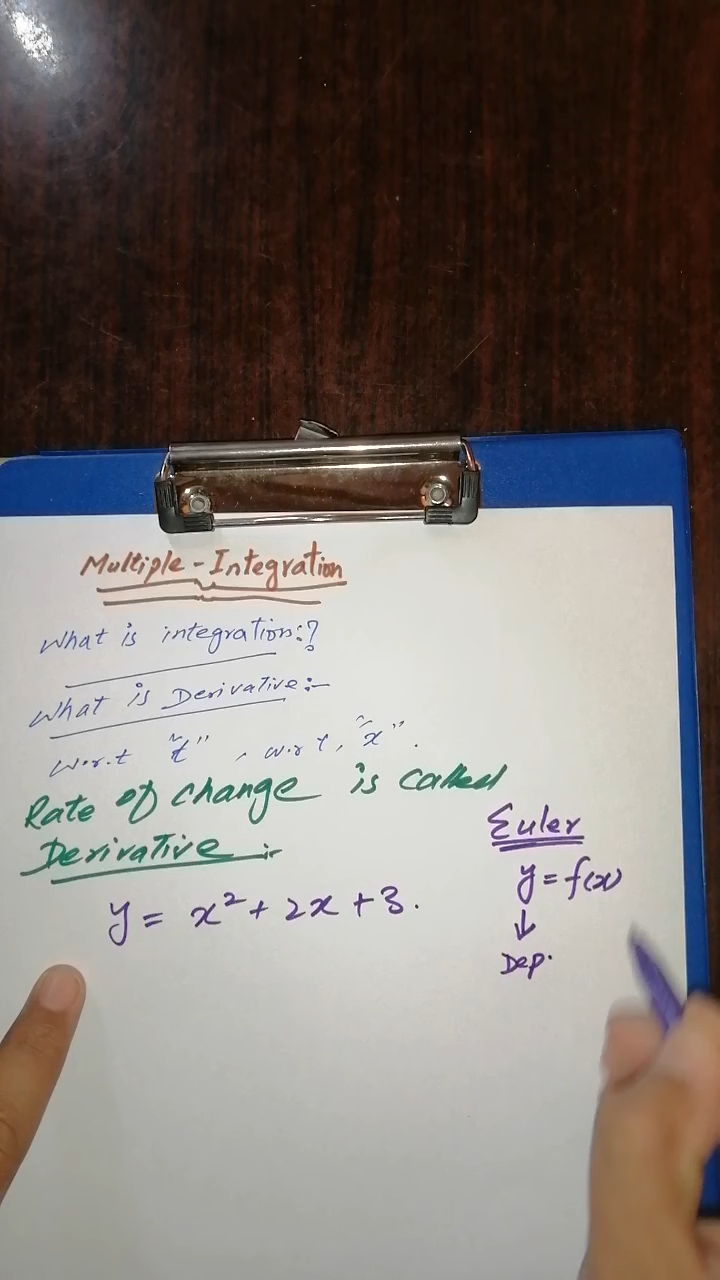 Multiple-Integration
What is integration:?
What is Derivative:-
w.r.t "t", w.r.t, "x".
Rate of change is called
Derivative:-
y = x² + 2x + 3.
Euler
y = f(x)
↓
Dep.